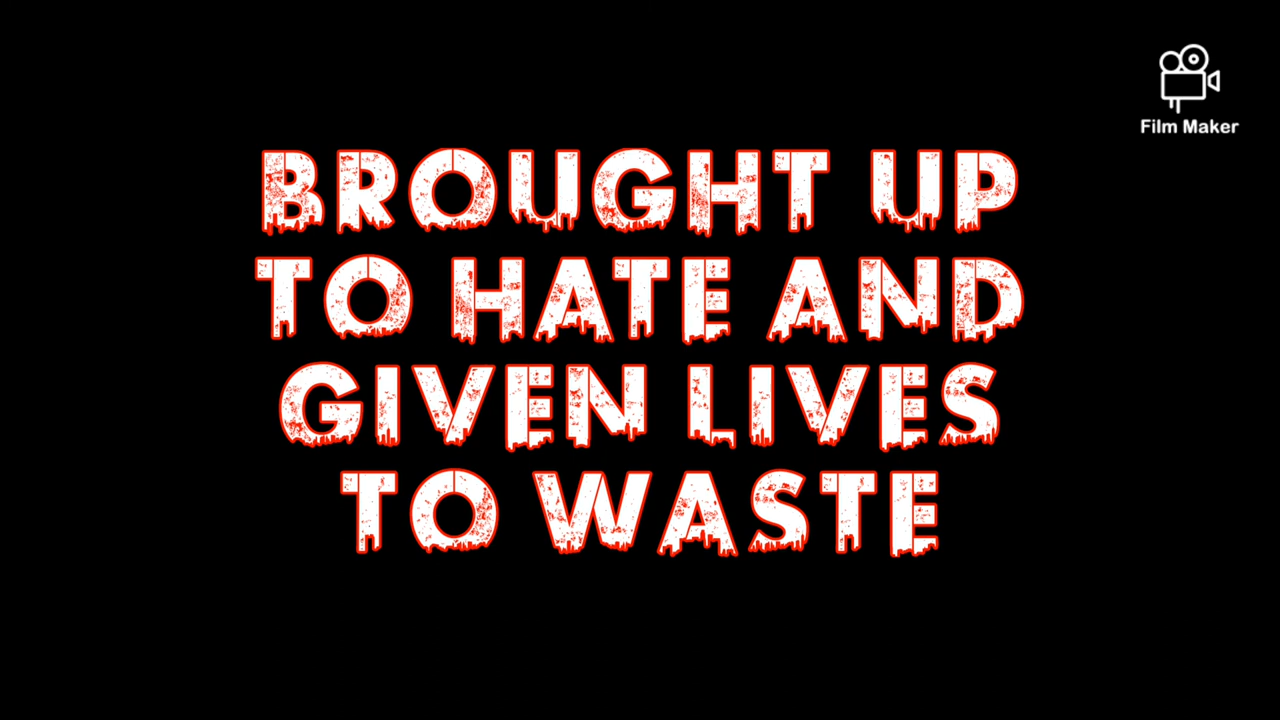 Film Maker
BROUGHT UP
TO HATE AND
GIVEN LIVES
TO WASTE